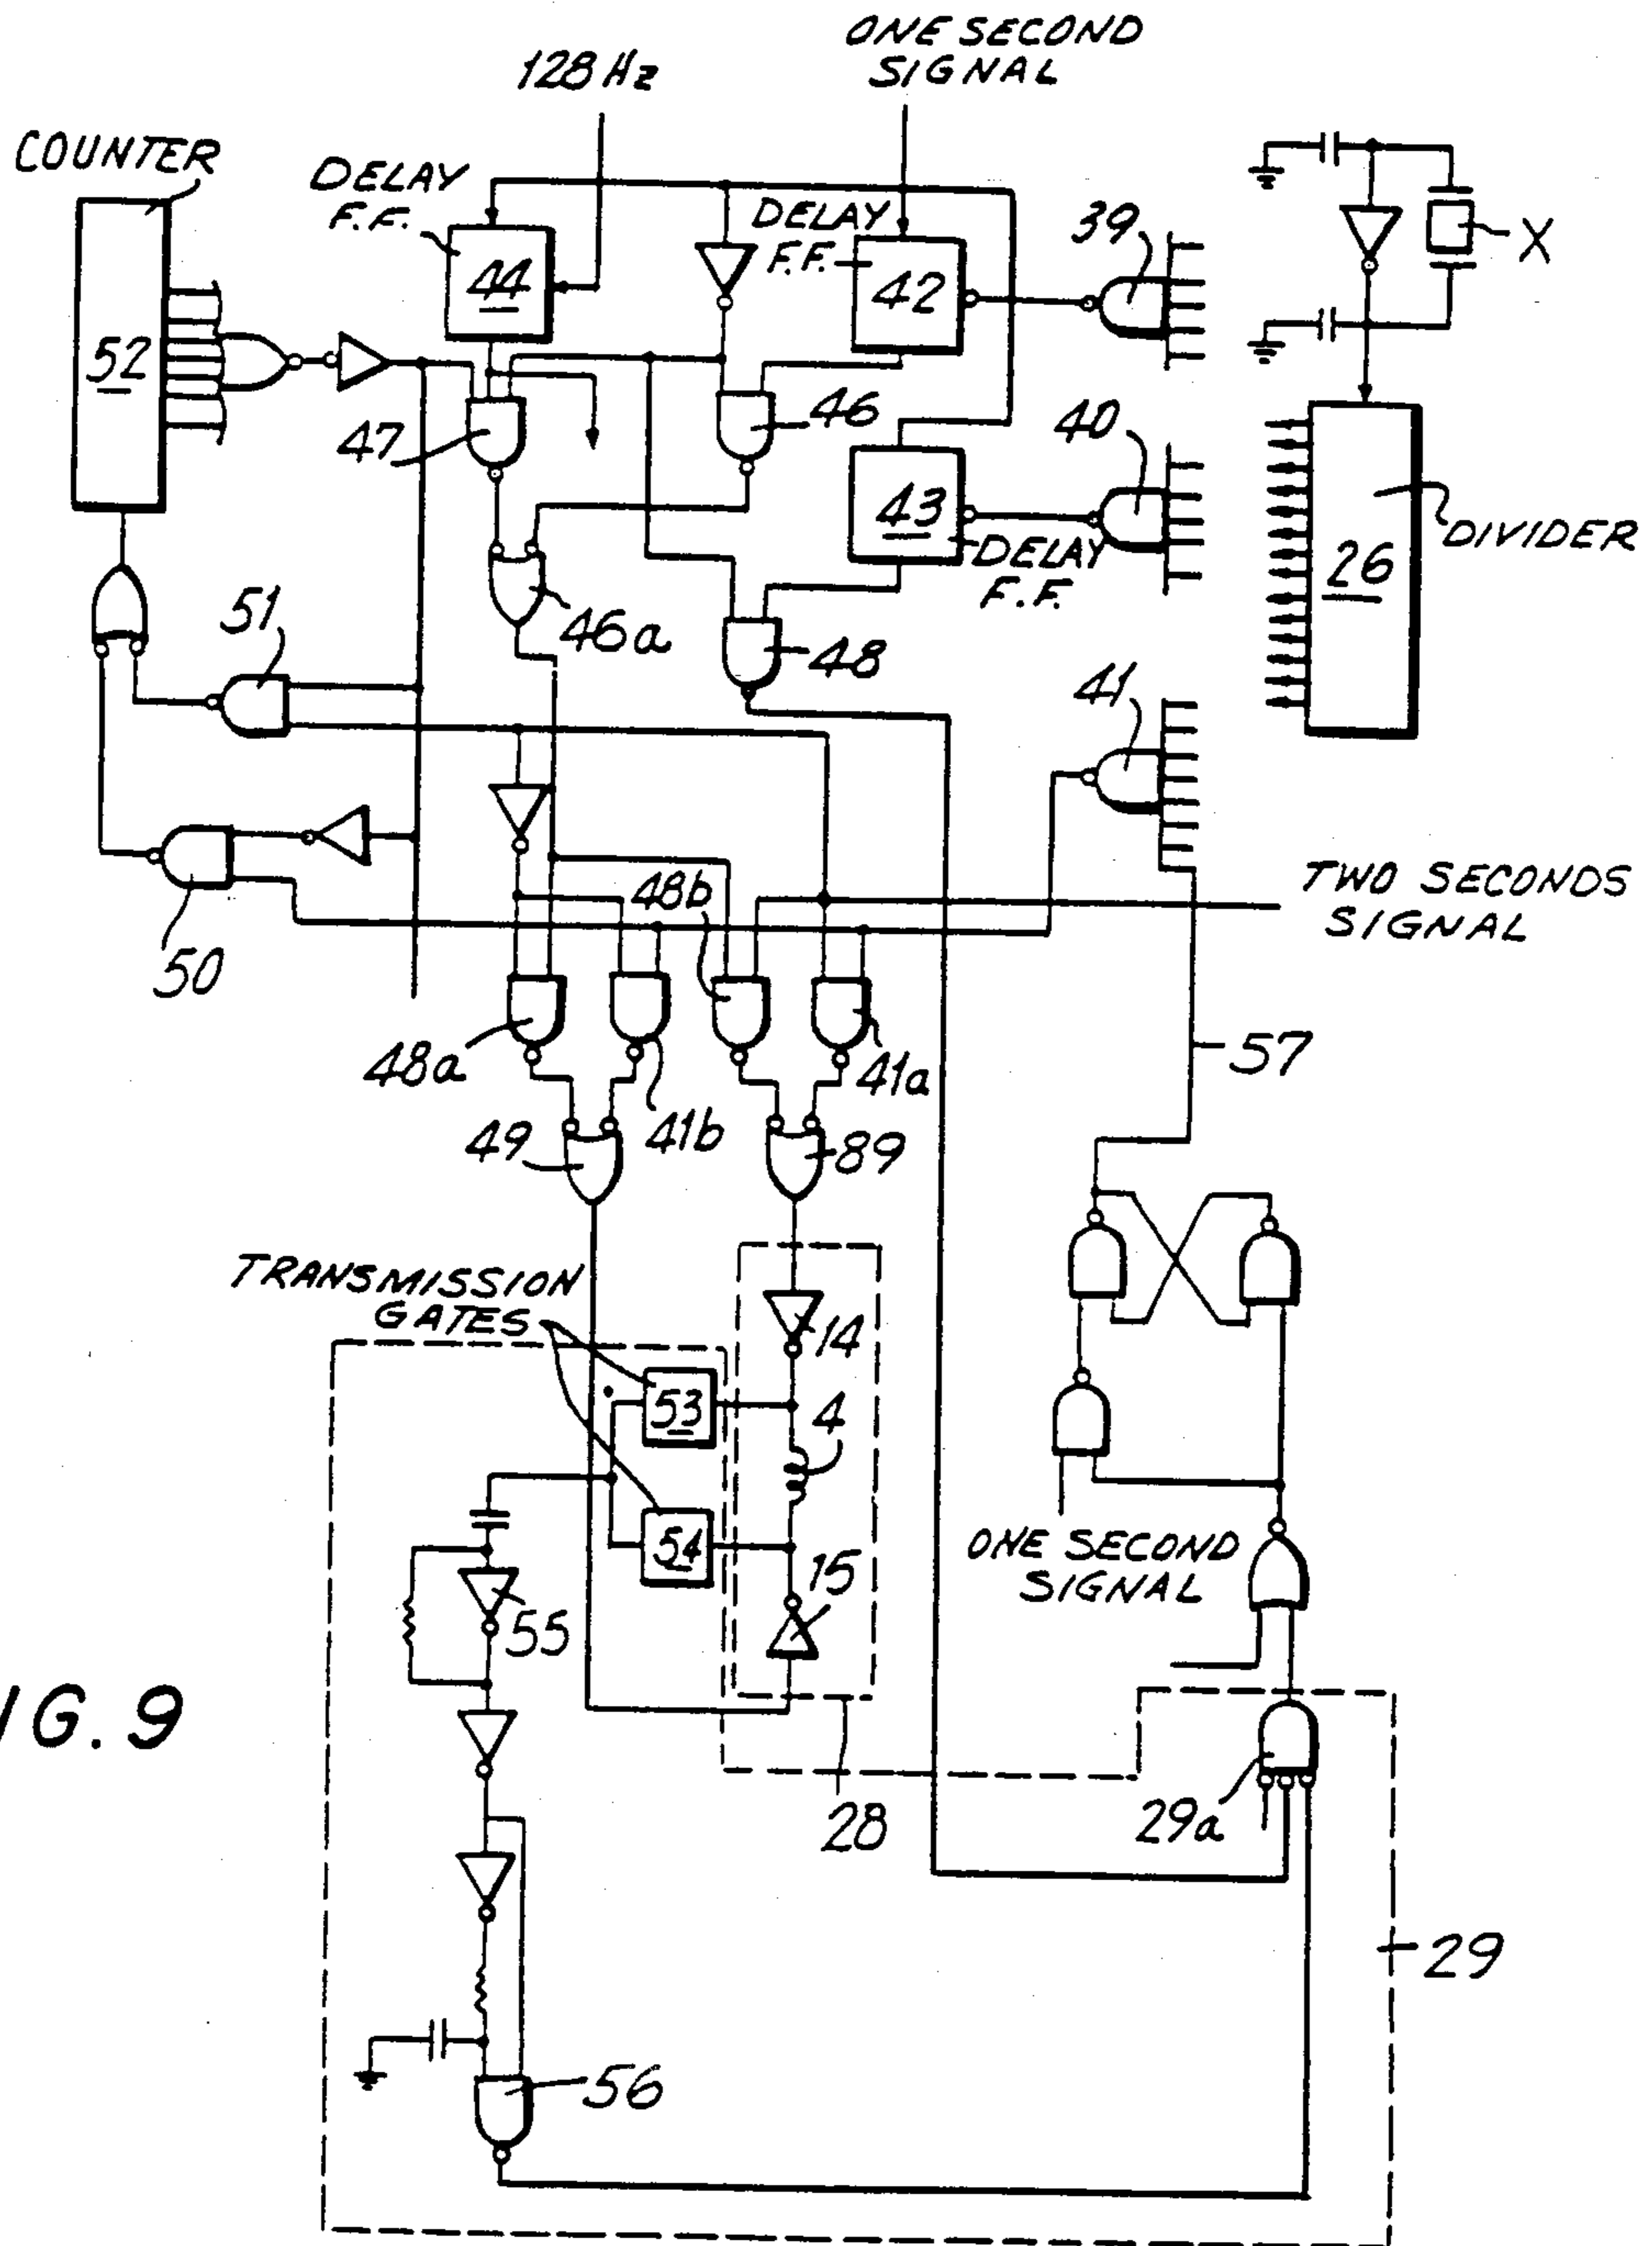 ONE SECOND
SIGNAL
128 Hz
COUNTER
DELAY
F.F.
DELAY
F.F.
39
X
44
42
52
47
46
40
43
DELAY
F.F.
DIVIDER
26
46a
51
48
41
TWO SECONDS
SIGNAL
48b
50
57
48a
41a
41b
49
89
TRANSMISSION
GATES
14
53
4
54
ONE SECOND
SIGNAL
15
55
IG. 9
28
29a
29
56